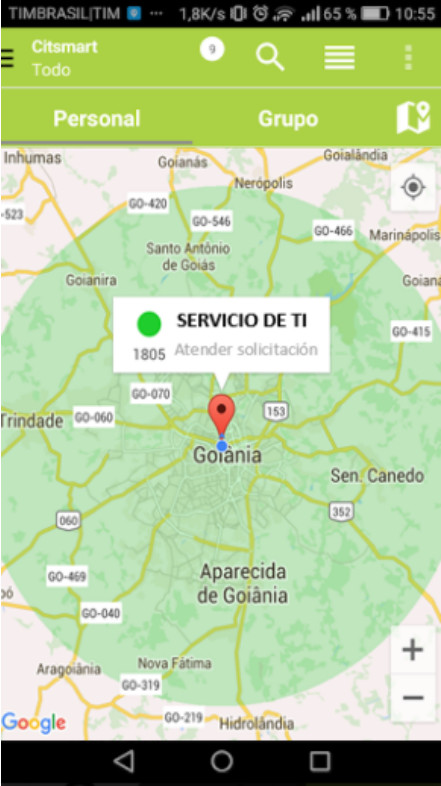 TIMBRASIL|TIM ... 1,8K/s 65 % 10:55
Citsmart
Todo
9
Personal
Grupo
Inhumas
Goianás
Goialândia
Nerópolis
-523
GO-420
GO-546
GO-466
Marinápolis
Santo Antônio
de Goiás
Goianira
Goiana
SERVICIO DE TI
1805
Atender solicitación
GO-415
GO-070
Trindade
GO-060
153
Goiânia
Sen. Canedo
060
352
GO-469
Aparecida
de Goiânia
GO-040
Aragoiânia
Nova Fátima
GO-319
Google
GO-219
Hidrolândia